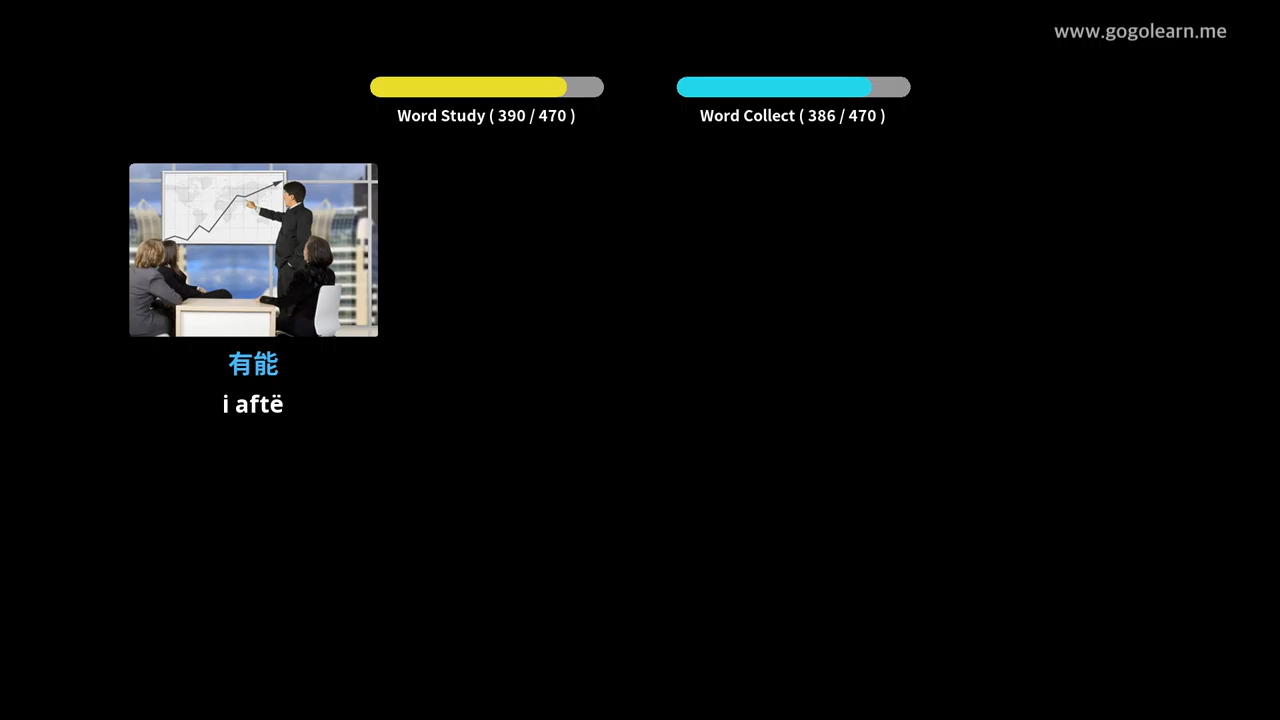 www.gogolearn.me
Word Study ( 390 / 470 )
Word Collect ( 386 / 470 )
有能
i aftë